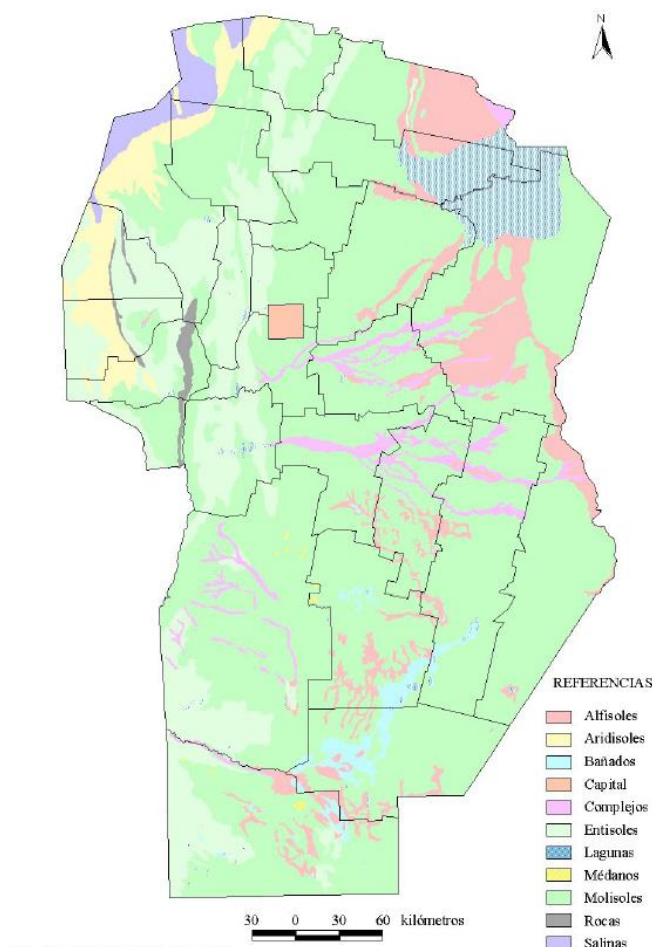 N
REFERENCIAS
Alfisoles
Aridisoles
Bañados
Capital
Complejos
Entisoles
Lagunas
Médanos
Molisoles
Rocas
Salinas
30 0 30 60 kilómetros